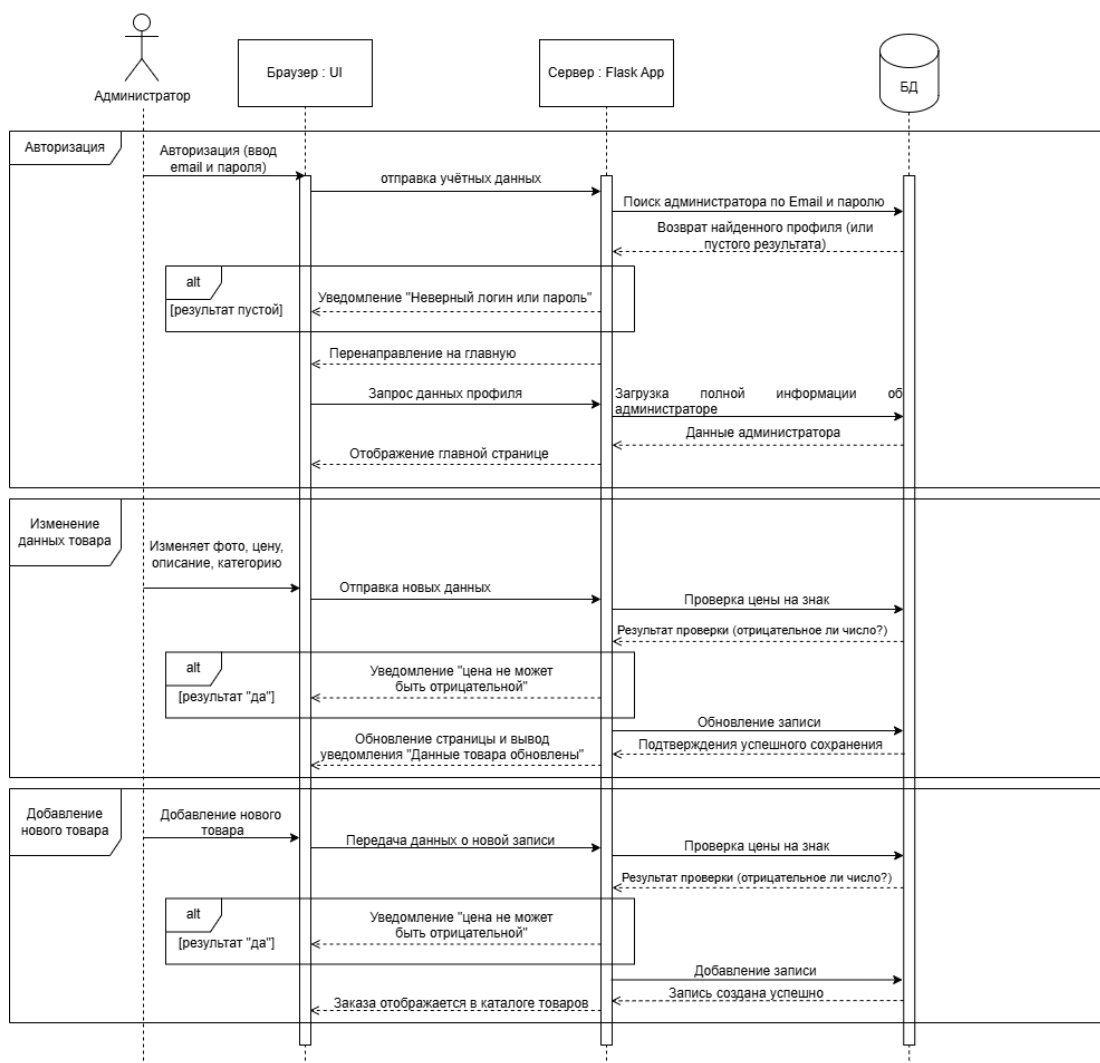 Администратор
Браузер : UI
Сервер : Flask App
БД
Авторизация
Авторизация (ввод
email и пароля)
отправка учётных данных
Поиск администратора по Email и паролю
Возврат найденного профиля (или
пустого результата)
alt
[результат пустой]
Уведомление "Неверный логин или пароль"
Перенаправление на главную
Запрос данных профиля
Загрузка полной информации об
администраторе
Данные администратора
Отображение главной странице
Изменение
данных товара
Изменяет фото, цену,
описание, категорию
Отправка новых данных
Проверка цены на знак
Результат проверки (отрицательное ли число?)
alt
[результат "да"]
Уведомление "цена не может
быть отрицательной"
Обновление записи
Подтверждения успешного сохранения
Обновление страницы и вывод
уведомления "Данные товара обновлены"
Добавление
нового товара
Добавление нового
товара
Передача данных о новой записи
Проверка цены на знак
Результат проверки (отрицательное ли число?)
alt
[результат "да"]
Уведомление "цена не может
быть отрицательной"
Добавление записи
Запись создана успешно
Заказа отображается в каталоге товаров